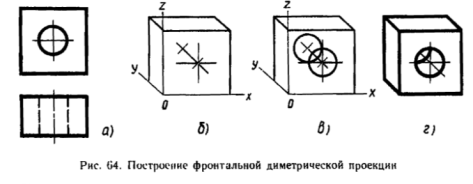 z
y
0
x
z
y
0
x
а)
б)
в)
г)
Рис. 64. Построение фронтальной диметрической проекции